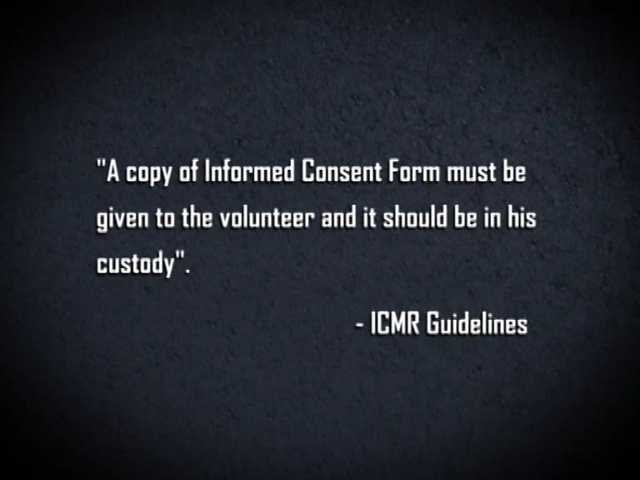 "A copy of Informed Consent Form must be
given to the volunteer and it should be in his
custody".
- ICMR Guidelines